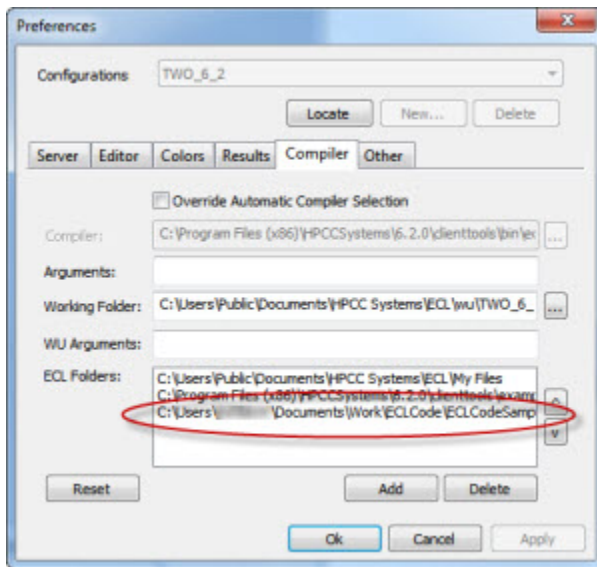 Preferences
Configurations TWO_6_2
Locate New... Delete
Server Editor Colors Results Compiler Other
Override Automatic Compiler Selection
Compiler: C:\Program Files (x86)\HPCCSystems\6.2.0\clienttools\bin\ec ...
Arguments:
Working Folder: C:\Users\Public\Documents\HPCC Systems\ECL\wu\TWO_6_ ...
WU Arguments:
ECL Folders: C:\Users\Public\Documents\HPCC Systems\ECL\My Files
C:\Program Files (x86)\HPCCSystems\6.2.0\clienttools\examp
C:\Users\ \Documents\Work\ECLCode\ECLCodeSamp
Reset Add Delete
Ok Cancel Apply